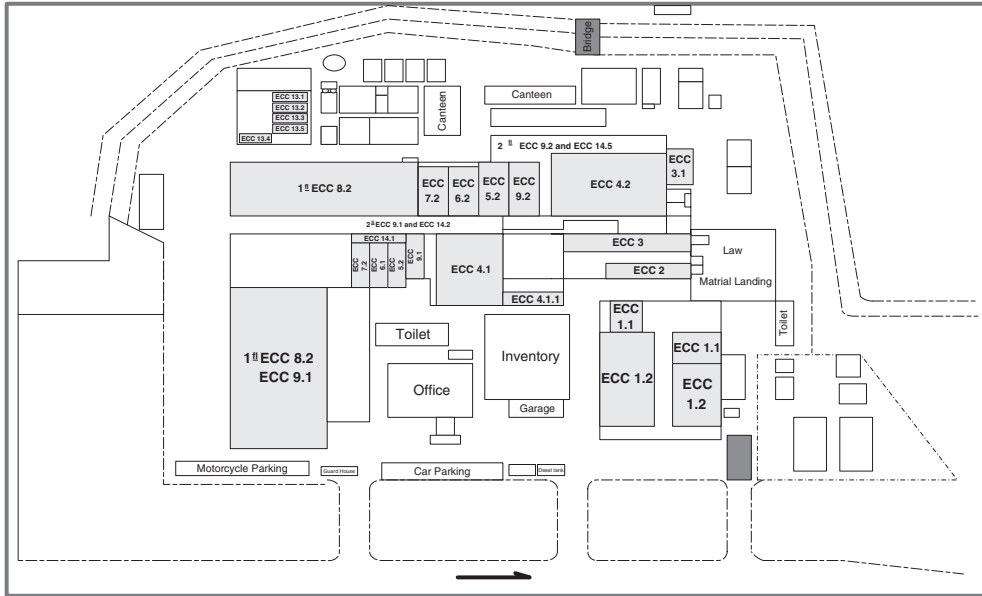 Bridge
ECC 13.1
ECC 13.2
ECC 13.3
ECC 13.5
ECC 13.4
Canteen
Canteen
2 fl ECC 9.2 and ECC 14.5
1 fl ECC 8.2
ECC
7.2
ECC
6.2
ECC
5.2
ECC
9.2
ECC 4.2
ECC
3.1
2 fl ECC 9.1 and ECC 14.2
ECC 14.1
ECC
7.2
ECC
6.1
ECC
5.2
ECC
9.1
ECC 4.1
ECC 3
ECC 2
ECC 4.1.1
Law
Matrial Landing
Toilet
1 fl ECC 8.2
ECC 9.1
Toilet
Office
Inventory
Garage
ECC
1.1
ECC 1.2
ECC 1.1
ECC
1.2
Motorcycle Parking
Guard House
Car Parking
Desel tank